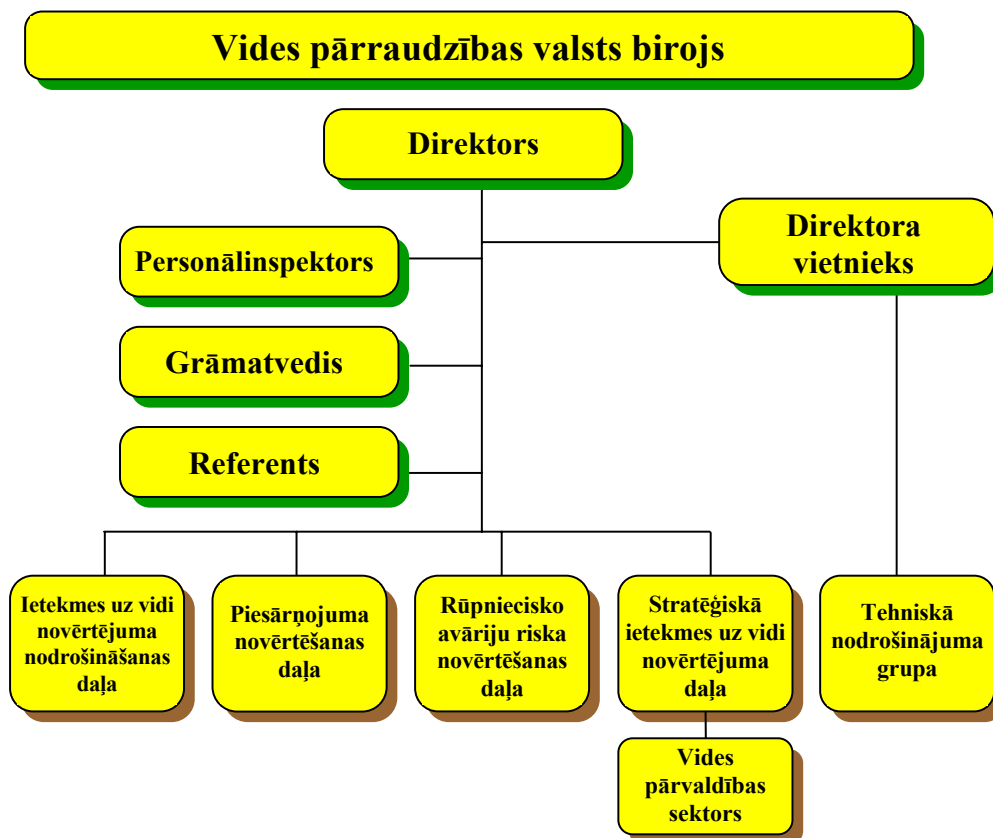 Vides pārraudzības valsts birojs
Direktors
Direktora
vietnieks
Personālinspektors
Grāmatvedis
Referents
Ietekmes uz vidi
novērtējuma
nodrošināšanas
daļa
Piesārņojuma
novērtēšanas
daļa
Rūpniecisko
avāriju riska
novērtēšanas
daļa
Stratēģiskā
ietekmes uz vidi
novērtējuma
daļa
Tehniskā
nodrošinājuma
grupa
Vides
pārvaldības
sektors